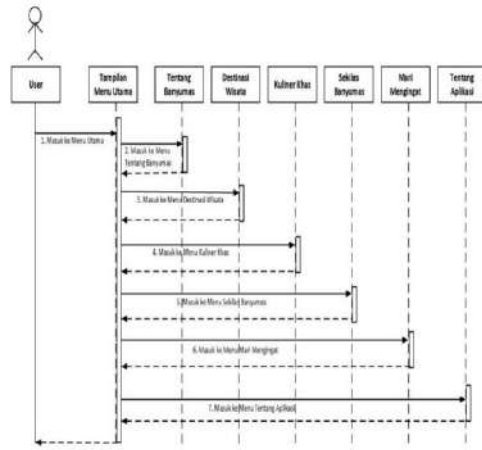 User
Tampilan
Menu Utama
Tentang
Banyumas
Destinasi
Wisata
Kuliner Khas
Sekilas
Banyumas
Mari
Mengingat
Tentang
Aplikasi
1. Masuk ke Menu Utama
2. Masuk ke Menu
Tentang Banyumas
3. Masuk ke Menu Destinasi Wisata
4. Masuk ke Menu Kuliner Khas
5. Masuk ke Menu Sekilas Banyumas
6. Masuk ke Menu Mari Mengingat
7. Masuk ke Menu Tentang Aplikasi